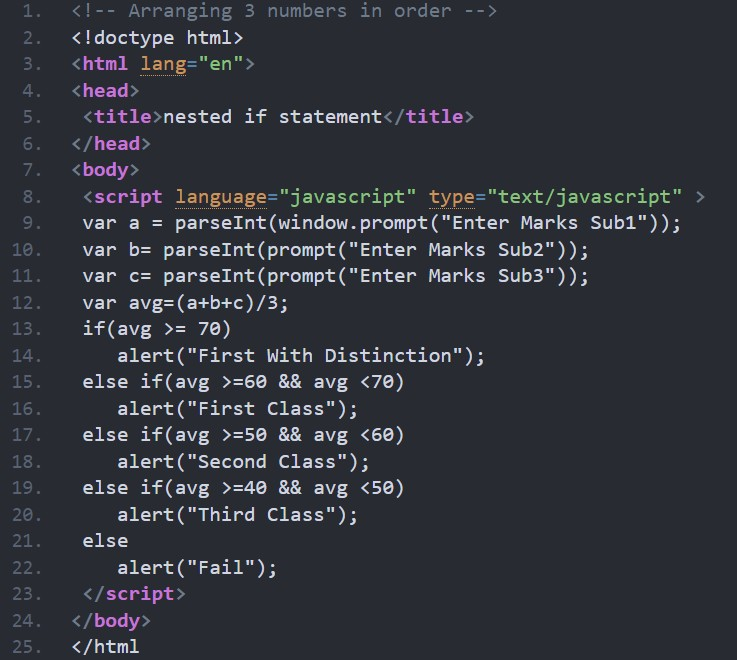 1. <!-- Arranging 3 numbers in order -->
2. <!doctype html>
3. <html lang="en">
4. <head>
5.  <title>nested if statement</title>
6. </head>
7. <body>
8.  <script language="javascript" type="text/javascript" >
9.  var a = parseInt(window.prompt("Enter Marks Sub1"));
10.  var b= parseInt(prompt("Enter Marks Sub2"));
11.  var c= parseInt(prompt("Enter Marks Sub3"));
12.  var avg=(a+b+c)/3;
13.  if(avg >= 70)
14.     alert("First With Distinction");
15.  else if(avg >=60 && avg <70)
16.     alert("First Class");
17.  else if(avg >=50 && avg <60)
18.     alert("Second Class");
19.  else if(avg >=40 && avg <50)
20.     alert("Third Class");
21.  else
22.     alert("Fail");
23.  </script>
24. </body>
25. </html